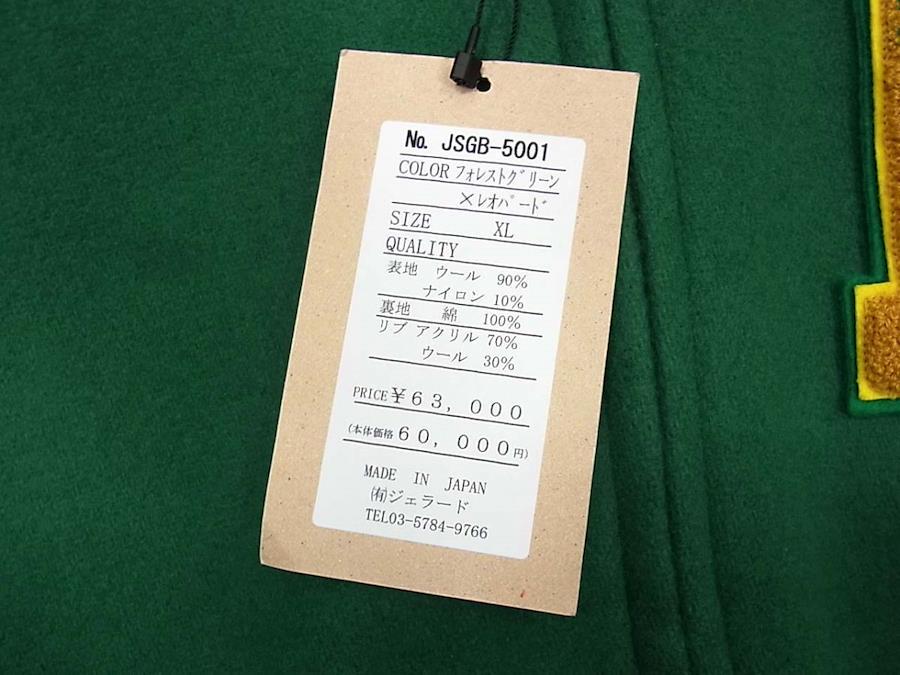 No. JSGB-5001
COLOR フォレストグリーン
×レオパード
SIZE XL
QUALITY
表地 ウール 90%
ナイロン 10%
裏地 綿 100%
リブ アクリル 70%
ウール 30%
PRICE ¥63,000
(本体価格 60,000円)
MADE IN JAPAN
㈲ジェラード
TEL03-5784-9766